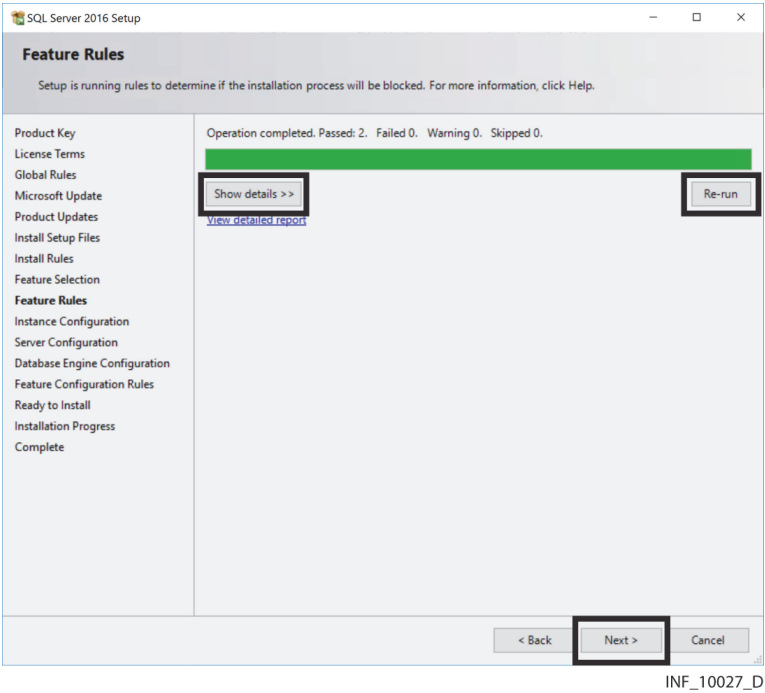 SQL Server 2016 Setup
Feature Rules
Setup is running rules to determine if the installation process will be blocked. For more information, click Help.
Product Key
License Terms
Global Rules
Microsoft Update
Product Updates
Install Setup Files
Install Rules
Feature Selection
Feature Rules
Instance Configuration
Server Configuration
Database Engine Configuration
Feature Configuration Rules
Ready to Install
Installation Progress
Complete
Operation completed. Passed: 2. Failed 0. Warning 0. Skipped 0.
Show details >>
Re-run
View detailed report
< Back
Next >
Cancel
INF_10027_D